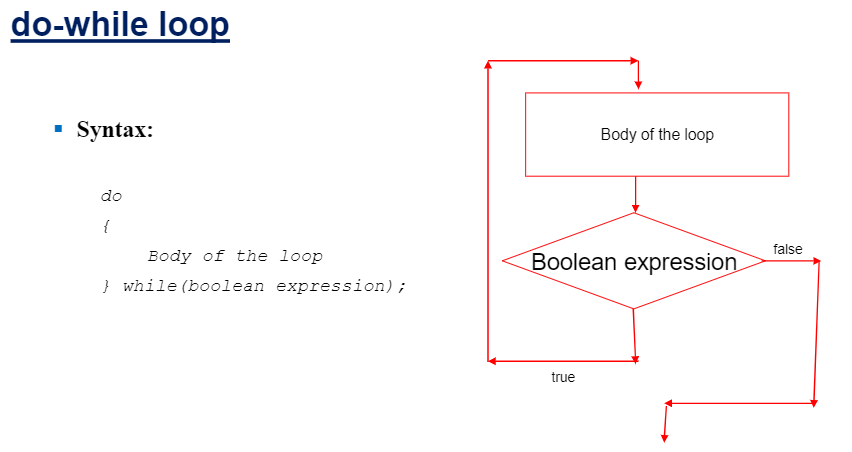 do-while loop
Syntax:
do
{
Body of the loop
} while(boolean expression);
Body of the loop
Boolean expression
false
true